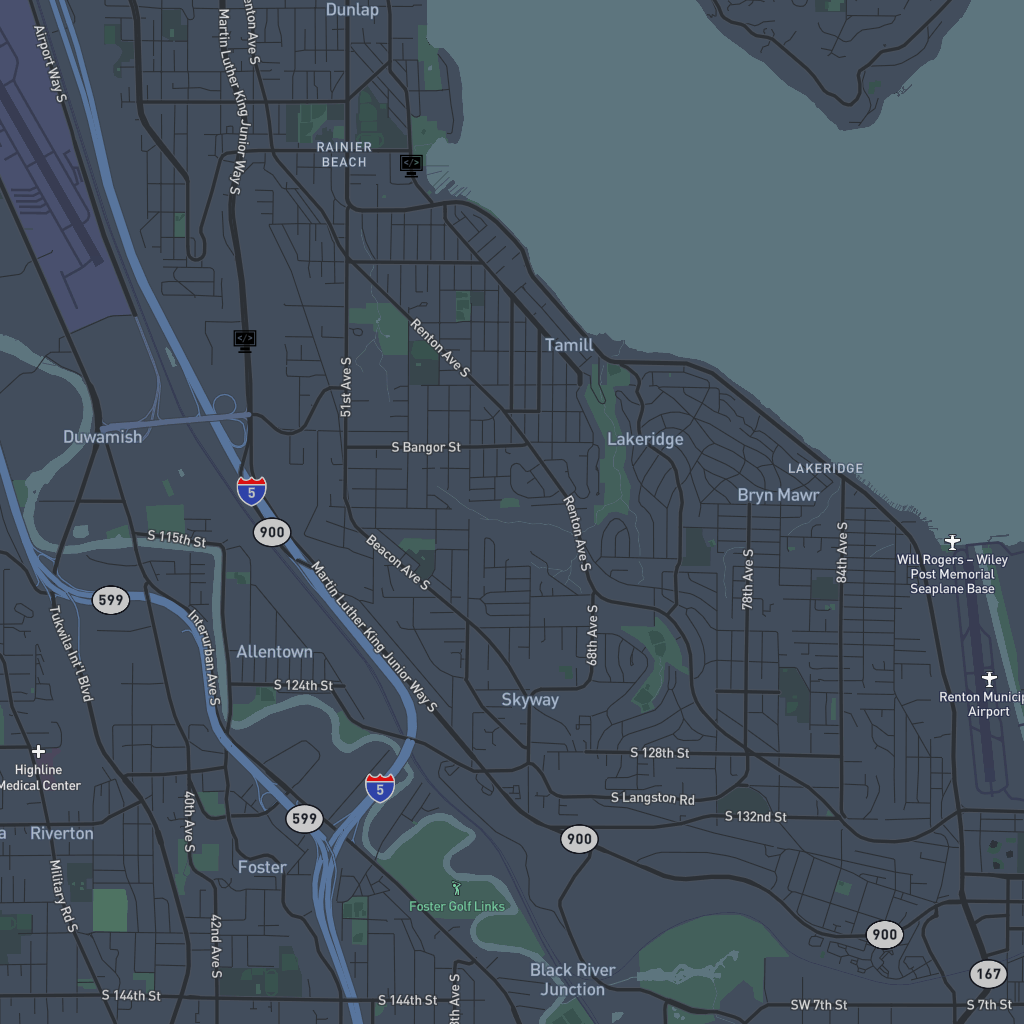 Dunlap
Airport Way S
Martin Luther King Junior Way S
Renton Ave S
RAINIER
BEACH
</>
</>
Renton Ave S
Tamill
51st Ave S
Duwamish
S Bangor St
Lakeridge
LAKERIDGE
Bryn Mawr
5
900
S 115th St
Beacon Ave S
Renton Ave S
84th Ave S
78th Ave S
Will Rogers – Wiley
Post Memorial
Seaplane Base
599
Tukwila Int'l Blvd
Interurban Ave S
Martin Luther King Junior Way S
68th Ave S
Allentown
S 124th St
Skyway
Renton Municip
Airport
Highline
Medical Center
S 128th St
5
S Langston Rd
S 132nd St
599
900
40th Ave S
Riverton
Foster
Military Rd S
42nd Ave S
Foster Golf Links
900
Black River
Junction
167
S 144th St
S 144th St
SW 7th St
S 7th St